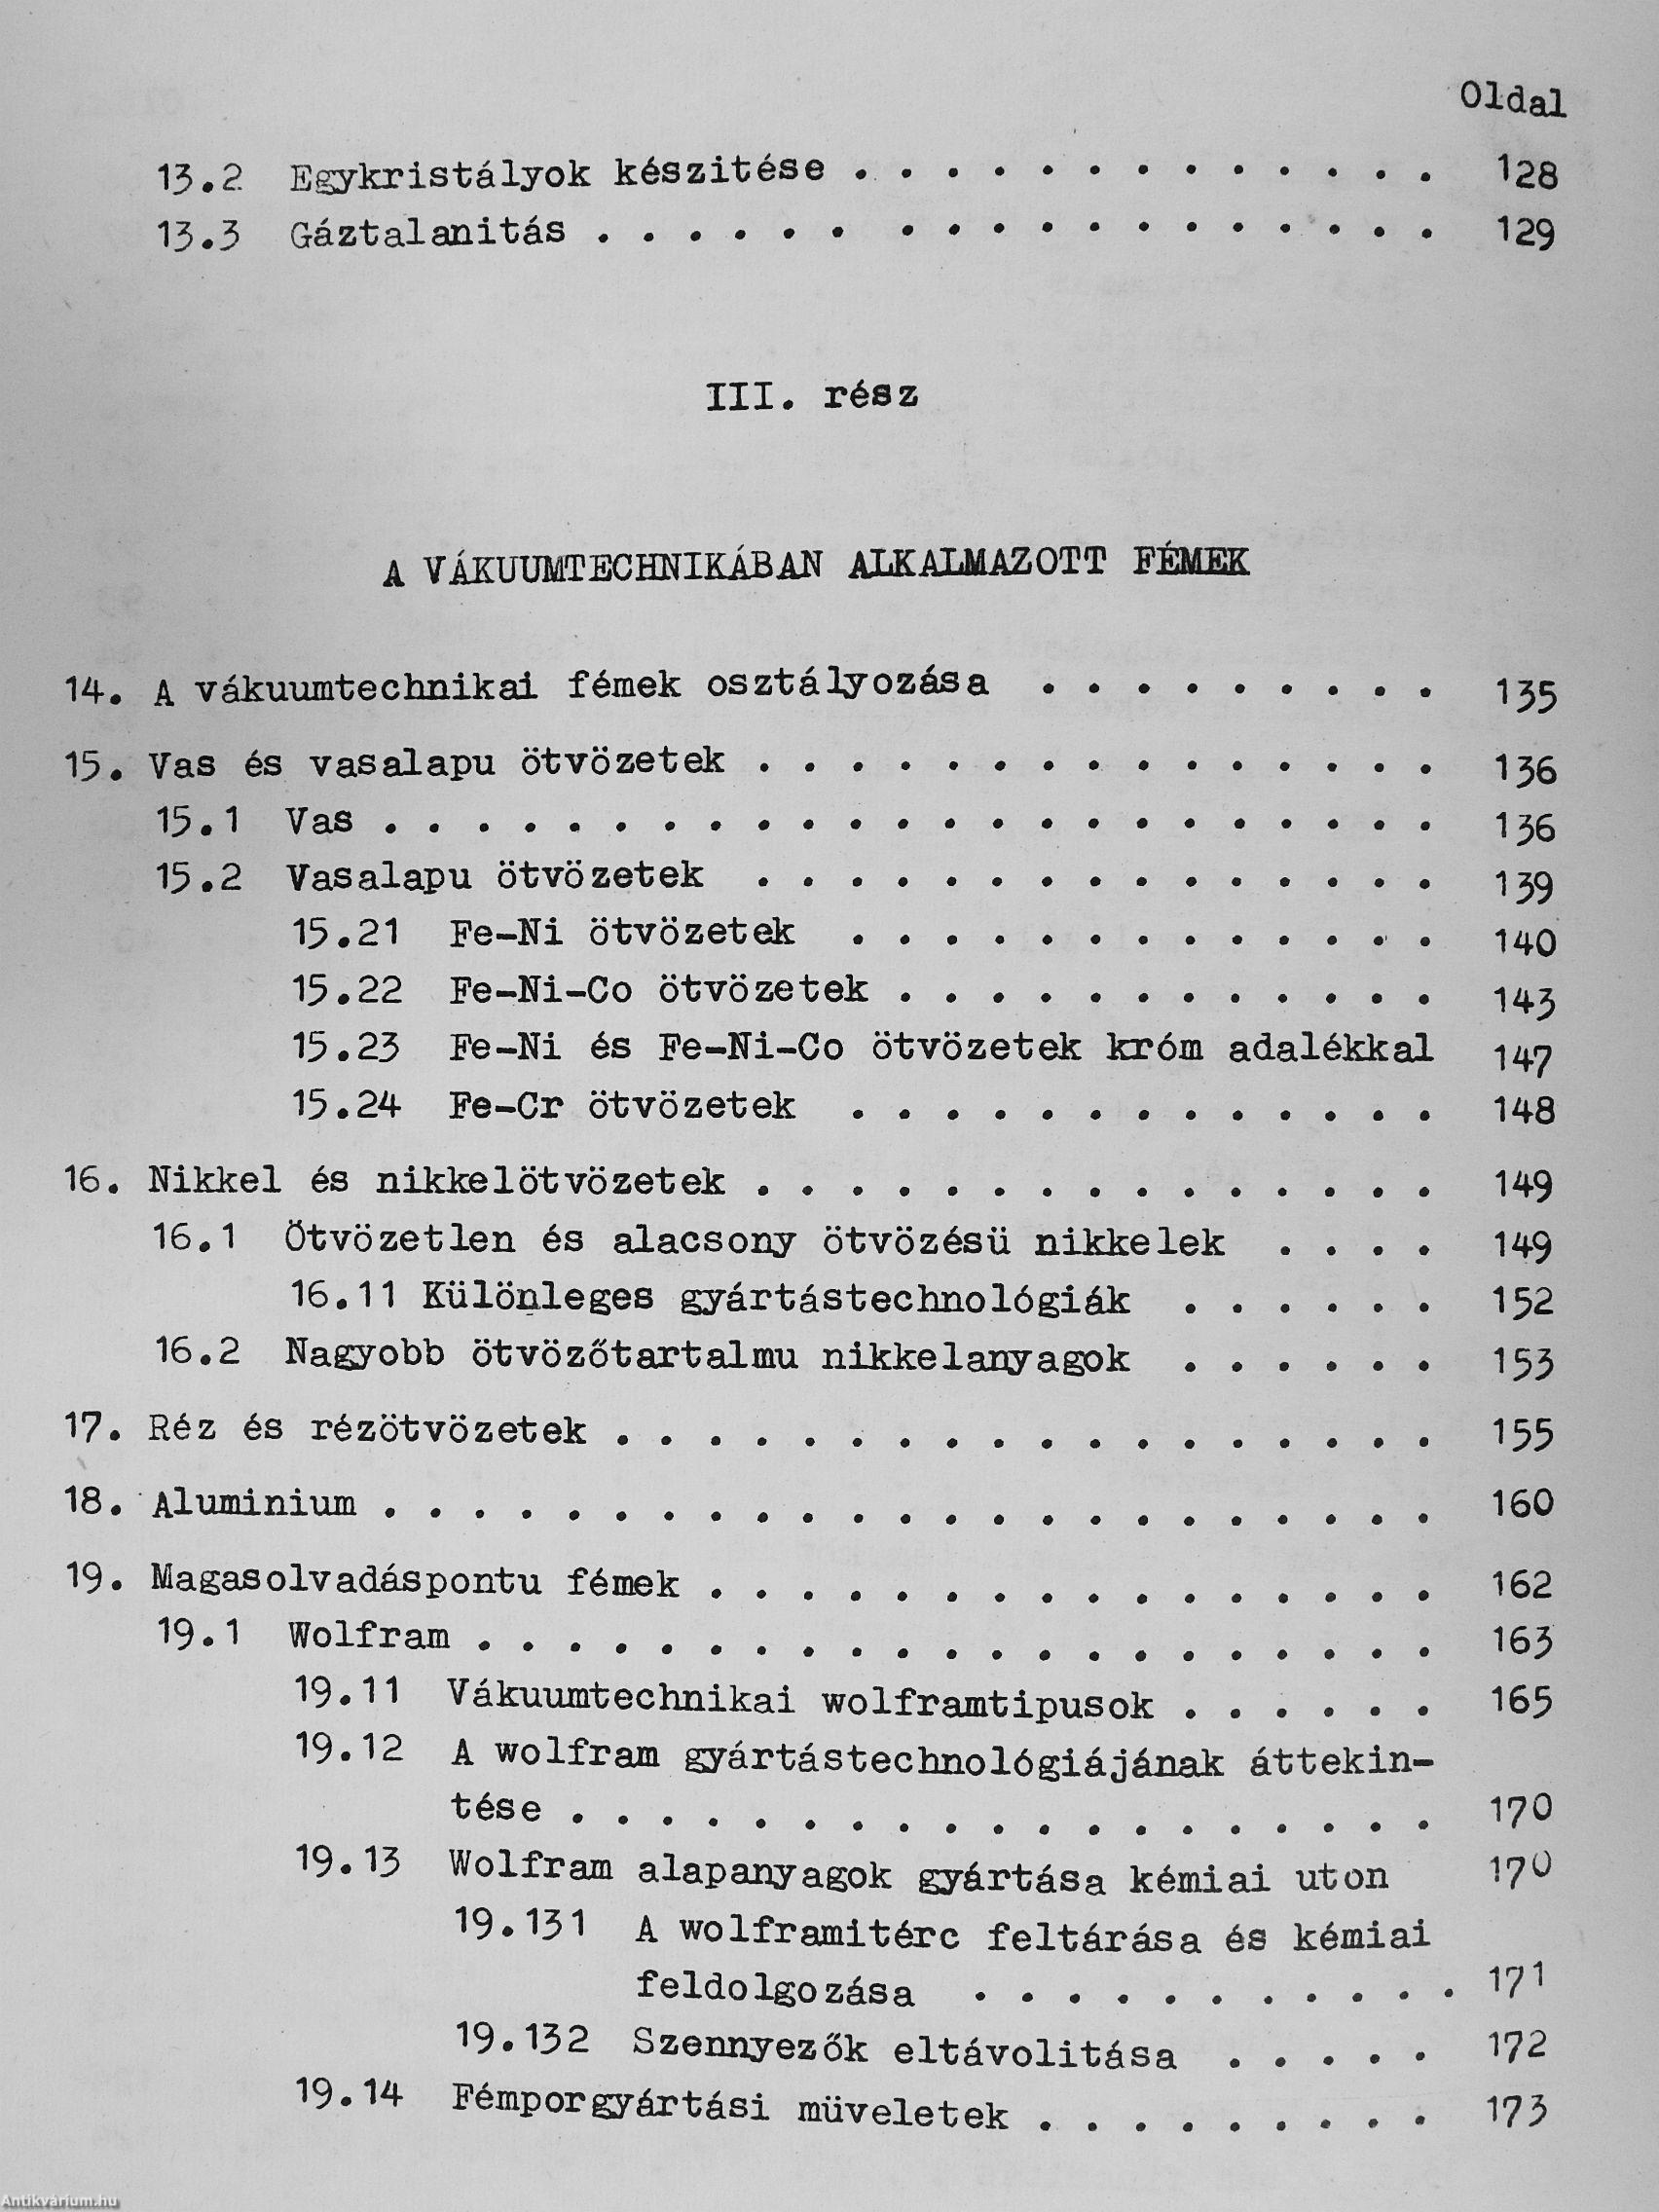 Oldal
13.2 Egykristályok készitése . . . . . . . . . . . . . 128
13.3 Gáztalanitás . . . . . . . . . . . . . . . . . . 129
III. rész
A VÁKUUMTECHNIKÁBAN ALKALMAZOTT FÉMEK
14. A vákuumtechnikai fémek osztályozása . . . . . . . . . 135
15. Vas és vasalapu ötvözetek . . . . . . . . . . . . . . . 136
15.1 Vas . . . . . . . . . . . . . . . . . . . . . . . 136
15.2 Vasalapu ötvözetek . . . . . . . . . . . . . . . 139
15.21 Fe-Ni ötvözetek . . . . . . . . . . . . . 140
15.22 Fe-Ni-Co ötvözetek . . . . . . . . . . . . 143
15.23 Fe-Ni és Fe-Ni-Co ötvözetek króm adalékkal 147
15.24 Fe-Cr ötvözetek . . . . . . . . . . . . . 148
16. Nikkel és nikkelötvözetek . . . . . . . . . . . . . . . 149
16.1 Ötvözetlen és alacsony ötvözésü nikkelek . . . . 149
16.11 Különleges gyártástechnológiák . . . . . . 152
16.2 Nagyobb ötvözőtartalmu nikkelanyagok . . . . . . 153
17. Réz és rézötvözetek . . . . . . . . . . . . . . . . . . 155
18. Aluminium . . . . . . . . . . . . . . . . . . . . . . . 160
19. Magasolvadáspontu fémek . . . . . . . . . . . . . . . . 162
19.1 Wolfram . . . . . . . . . . . . . . . . . . . . . 163
19.11 Vákuumtechnikai wolframtipusok . . . . . . 165
19.12 A wolfram gyártástechnológiájának áttekin-
tése . . . . . . . . . . . . . . . . . . . 170
19.13 Wolfram alapanyagok gyártása kémiai uton 170
19.131 A wolframitérc feltárása és kémiai
feldolgozása . . . . . . . . . . . 171
19.132 Szennyezők eltávolitása . . . . . 172
19.14 Fémporgyártási müveletek . . . . . . . . . 173
Antikvárium.hu